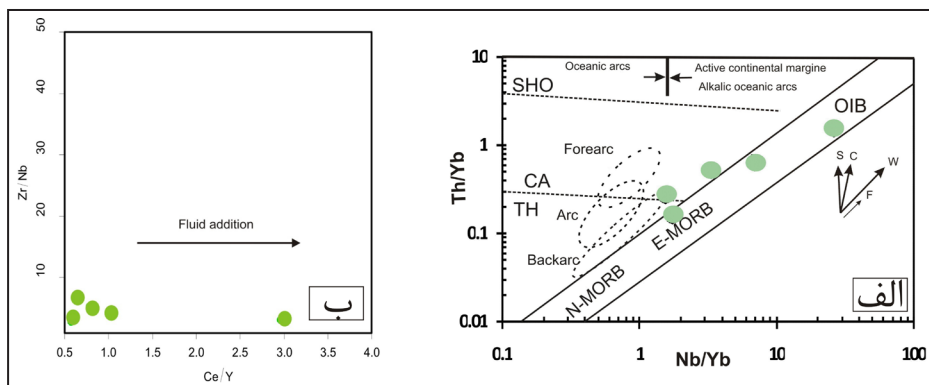 50
40
30
20
10
Zr/Nb
Fluid addition
ب
0.5 1.0 1.5 2.0 2.5 3.0 3.5 4.0
Ce/Y
10
1
0.1
0.01
Th/Yb
Oceanic arcs
Active continental margine
Alkalic oceanic arcs
SHO
OIB
Forearc
S C W
F
CA
TH
Arc
E-MORB
Backarc
N-MORB
الف
0.1 1 10 100
Nb/Yb